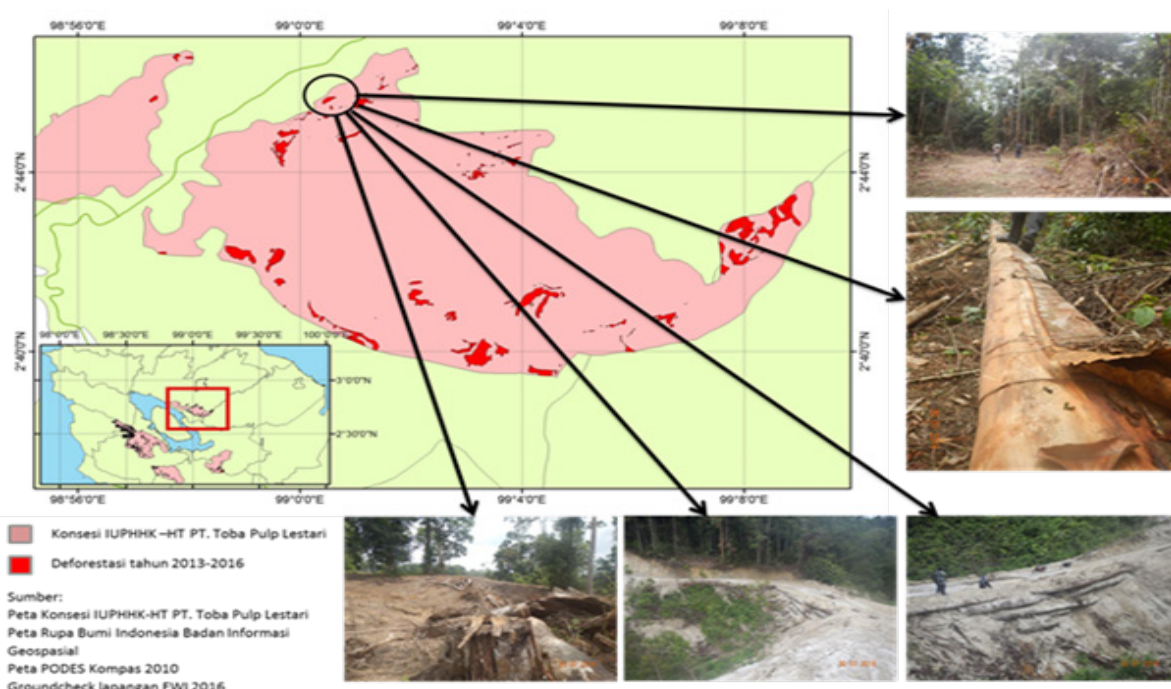 98°56'0"E
99°0'0"E
99°4'0"E
99°8'0"E
2°44'0"N
2°44'0"N
2°40'0"N
2°40'0"N
98°0'0"E 98°30'0"E 99°0'0"E 99°30'0"E 100°0'0"E
3°0'0"N
2°30'0"N
98°56'0"E
99°0'0"E
99°4'0"E
99°8'0"E
Konsesi IUPHHK –HT PT. Toba Pulp Lestari
Deforestasi tahun 2013-2016
Sumber:
Peta Konsesi IUPHHK-HT PT. Toba Pulp Lestari
Peta Rupa Bumi Indonesia Badan Informasi
Geospasial
Peta PODES Kompas 2010
Groundcheck lapangan FWI 2016